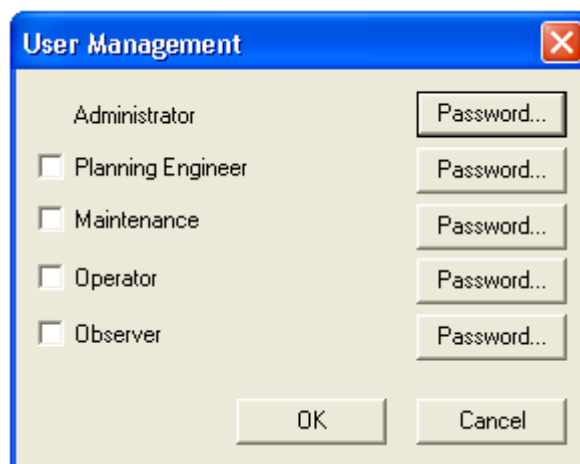 User Management
Administrator Password...
Planning Engineer Password...
Maintenance Password...
Operator Password...
Observer Password...
OK Cancel